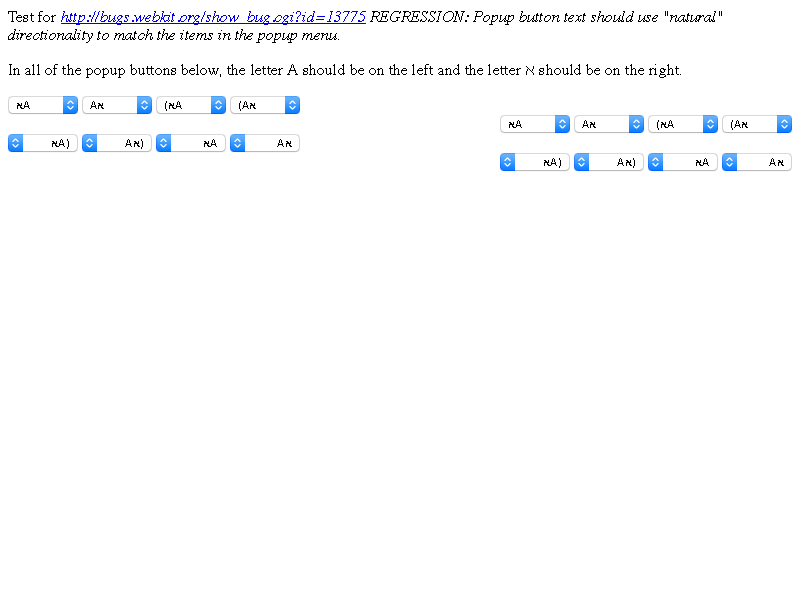 Test for http://bugs.webkit.org/show_bug.cgi?id=13775 REGRESSION: Popup button text should use "natural"
directionality to match the items in the popup menu.
In all of the popup buttons below, the letter A should be on the left and the letter א should be on the right.
אA Aא (אA (Aא
אA Aא (אA (Aא
אA) Aא) אA Aא
אA) Aא) אA Aא